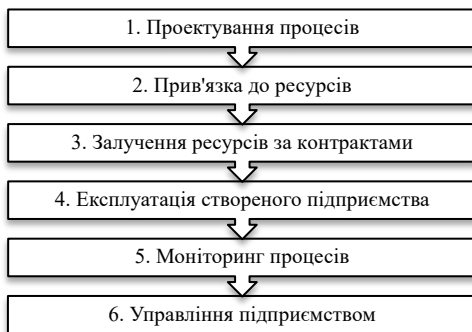 1. Проектування процесів
2. Прив'язка до ресурсів
3. Залучення ресурсів за контрактами
4. Експлуатація створеного підприємства
5. Моніторинг процесів
6. Управління підприємством